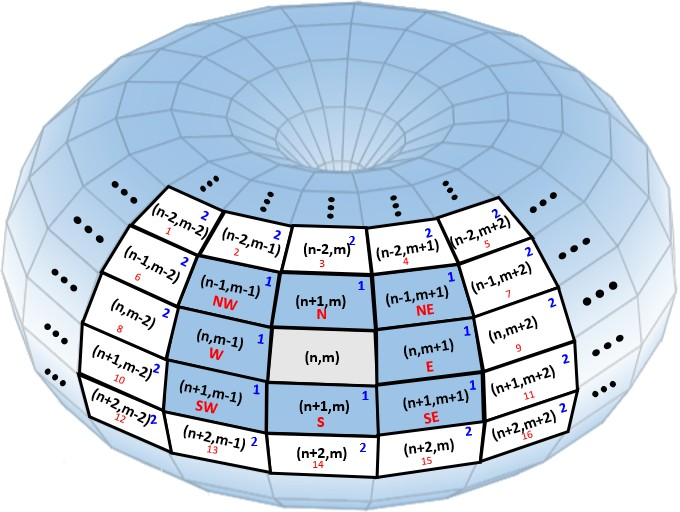 (n-2,m-2) 2
1
(n-2,m-1) 2
2
(n-2,m) 2
3
(n-2,m+1) 2
4
(n-2,m+2) 2
5
(n-1,m-2) 2
6
(n-1,m-1) 1
NW
(n+1,m) 1
N
(n-1,m+1) 1
NE
(n-1,m+2) 2
7
(n,m-2) 2
8
(n,m-1) 1
W
(n,m)
(n,m+1) 1
E
(n,m+2) 2
9
(n+1,m-2) 2
10
(n+1,m-1) 1
SW
(n+1,m) 1
S
(n+1,m+1) 1
SE
(n+1,m+2) 2
11
(n+2,m-2) 2
12
(n+2,m-1) 2
13
(n+2,m) 2
14
(n+2,m) 2
15
(n+2,m+2) 2
16